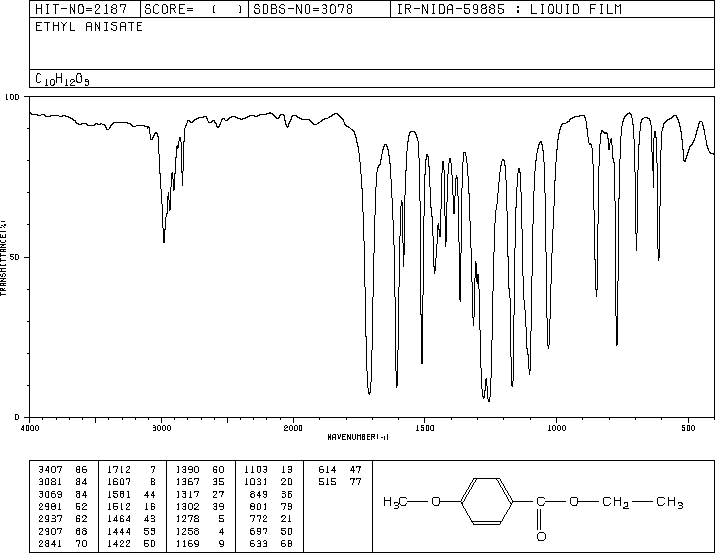 HIT-NO=2187 SCORE= ( ) SDBS-NO=3078 IR-NIDA-59885 : LIQUID FILM
ETHYL ANISATE
C10H12O3
100
50
0
TRANSMITTANCE(%)
4000 3000 2000 1500 1000 500
WAVENUMBER(-1)
3407 86 1712 7 1390 60 1103 13 614 47
3081 84 1607 8 1367 35 1031 20 515 77
3069 84 1581 44 1317 27 849 36
2981 52 1512 16 1302 39 801 79
2937 62 1464 43 1278 5 772 21
2907 68 1444 53 1258 4 697 50
2841 70 1422 50 1169 9 633 68
H3C O C O CH2 CH3
O